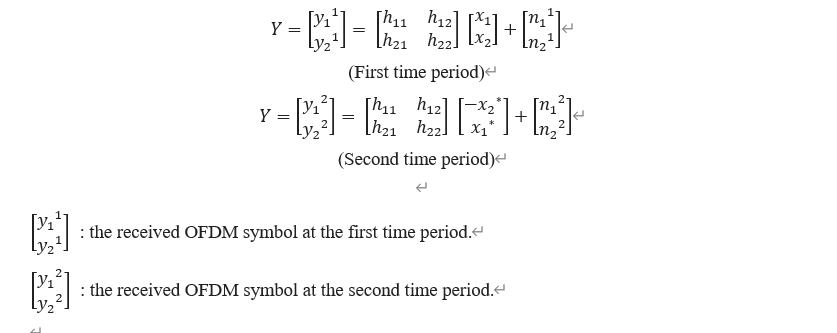 Y = [y₁¹ y₂¹] = [h₁₁ h₁₂ h₂₁ h₂₂] [x₁ x₂] + [n₁¹ n₂¹]↵
(First time period)↵
Y = [y₁² y₂²] = [h₁₁ h₁₂ h₂₁ h₂₂] [−x₂* x₁*] + [n₁² n₂²]↵
(Second time period)↵
↵
[y₁¹ y₂¹] : the received OFDM symbol at the first time period.↵
[y₁² y₂²] : the received OFDM symbol at the second time period.↵
↵